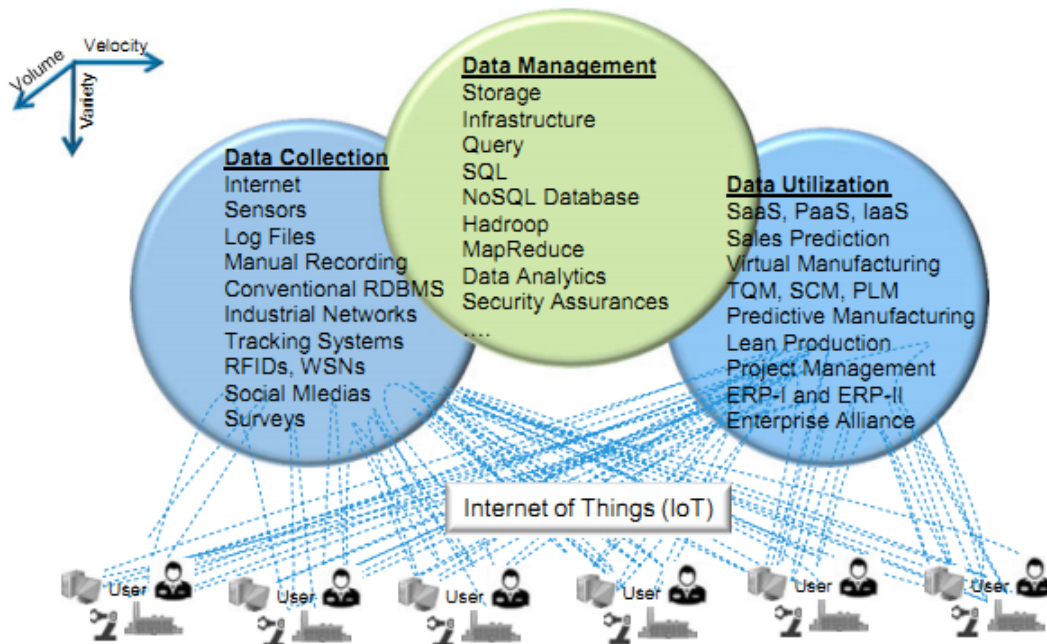 Velocity
Volume
Variety
Data Management
Storage
Infrastructure
Query
SQL
NoSQL Database
Hadroop
MapReduce
Data Analytics
Security Assurances
....
Data Collection
Internet
Sensors
Log Files
Manual Recording
Conventional RDBMS
Industrial Networks
Tracking Systems
RFIDs, WSNs
Social Mledias
Surveys
Data Utilization
SaaS, PaaS, IaaS
Sales Prediction
Virtual Manufacturing
TQM, SCM, PLM
Predictive Manufacturing
Lean Production
Project Management
ERP-I and ERP-II
Enterprise Alliance
Internet of Things (IoT)
User
User
User
User
User
User